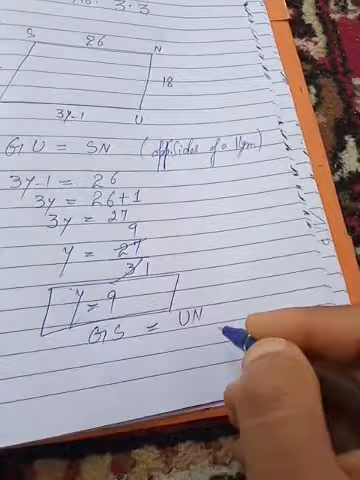 3.3
S 26 N
18
3y-1 U
GU = SN (opp. sides of a llgm)
3y-1 = 26
3y = 26+1
3y = 27
9
y = 27
3 1
y = 9
GS = UN